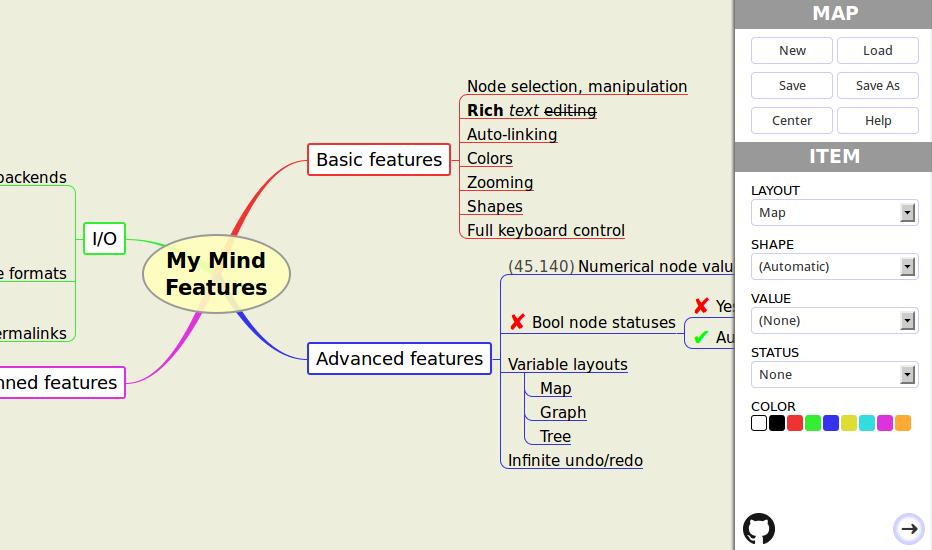 MAP
New
Load
Save
Save As
Center
Help
ITEM
LAYOUT
Map
SHAPE
(Automatic)
VALUE
(None)
STATUS
None
COLOR
My Mind
Features
Basic features
Node selection, manipulation
Rich text editing
Auto-linking
Colors
Zooming
Shapes
Full keyboard control
Advanced features
(45.140) Numerical node valu
Bool node statuses
Ye
Au
Variable layouts
Map
Graph
Tree
Infinite undo/redo
I/O
backends
e formats
ermalinks
nned features